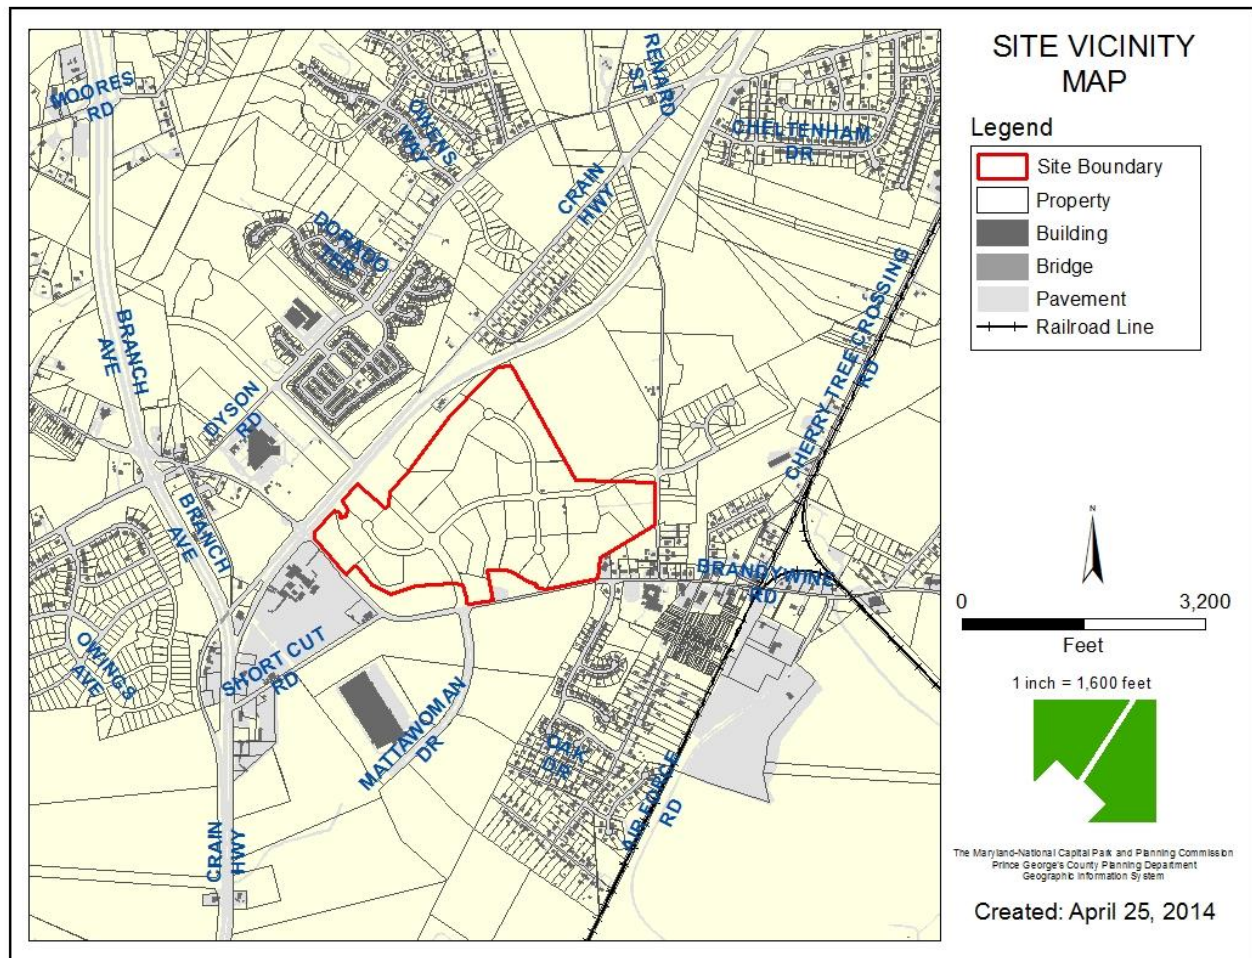 SITE VICINITY
MAP
Legend
Site Boundary
Property
Building
Bridge
Pavement
Railroad Line
N
0 3,200
Feet
1 inch = 1,600 feet
The Maryland-National Capital Park and Planning Commission
Prince George's County Planning Department
Geographic Information System
Created: April 25, 2014
MOORES
RD
OWENS
WAY
RENARD
ST
CHELTENHAM
DR
CRAIN
HWY
DORADO
TER
BRANCH
AVE
DYSON
RD
CHERRY TREE CROSSING
RD
BRANCH
AVE
BRANDYWINE
RD
OWINGS
AVE
SHORT CUT
RD
MATTAWOMAN
DR
OAK
DR
AIR FORCE
RD
CRAIN
HWY